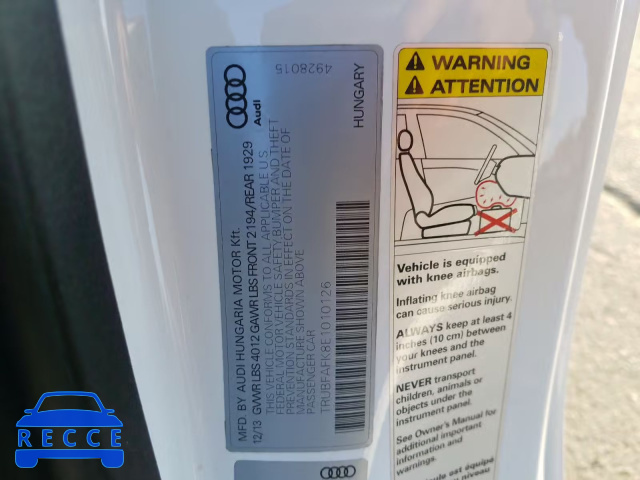 4928015
HUNGARY
Audi
MFD. BY AUDI HUNGARIA MOTOR Kft.
12/13 GVWR LBS 4012 GAWR LBS FRONT 2194/REAR 1929
THIS VEHICLE CONFORMS TO ALL APPLICABLE U.S.
FEDERAL MOTOR VEHICLE SAFETY, BUMPER AND THEFT
PREVENTION STANDARDS IN EFFECT ON THE DATE OF
MANUFACTURE SHOWN ABOVE
PASSENGER CAR
TRUBFAFK8E1010126
WARNING
ATTENTION
Vehicle is equipped
with knee airbags.
Inflating knee airbag
can cause serious injury.
ALWAYS keep at least 4
inches (10 cm) between
your knees and the
instrument panel.
NEVER transport
children, animals or
objects under the
instrument panel.
See Owner's Manual for
additional important
information and
warnings.
est équipé
niveau
RECCE